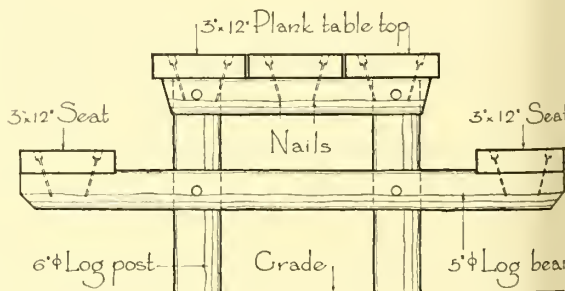 3"x12" Plank table top
3"x12" Seat
3"x12" Seat
Nails
6"ϕ Log post
Grade
5"ϕ Log bea